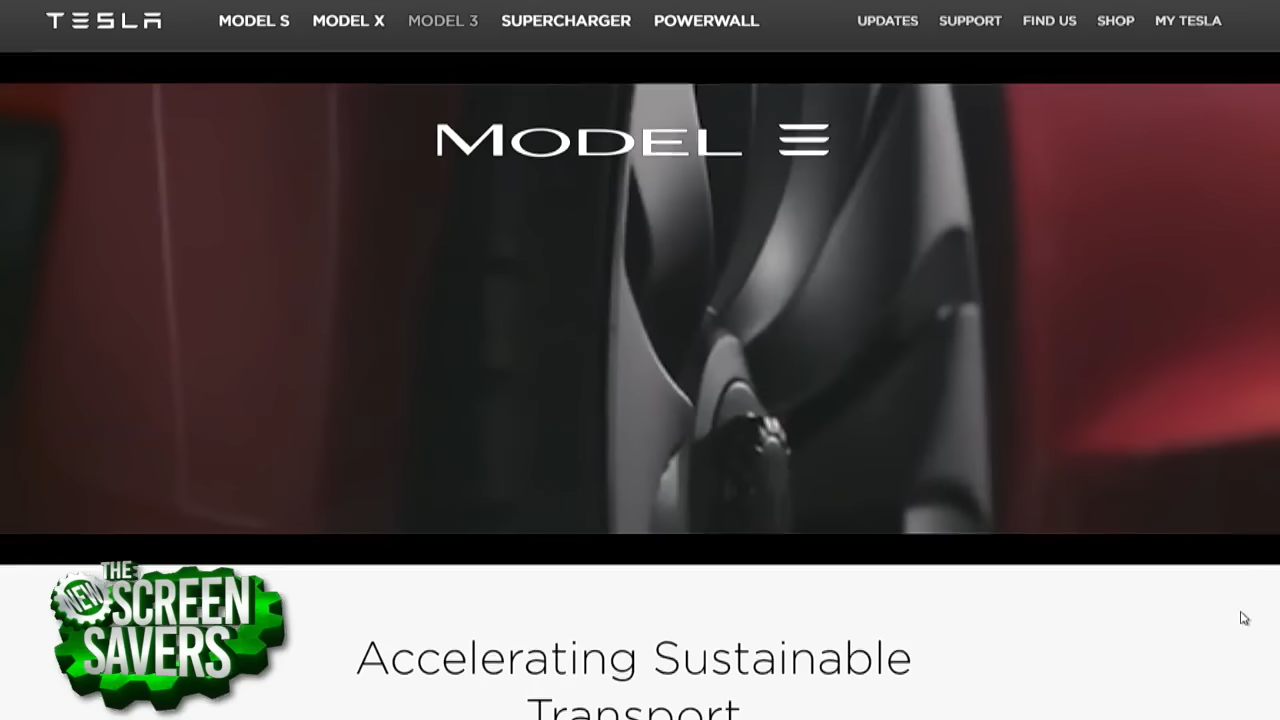 TESLA MODEL S MODEL X MODEL 3 SUPERCHARGER POWERWALL UPDATES SUPPORT FIND US SHOP MY TESLA
MODEL ☰
THE
NEW SCREEN
SAVERS
Accelerating Sustainable
Transport